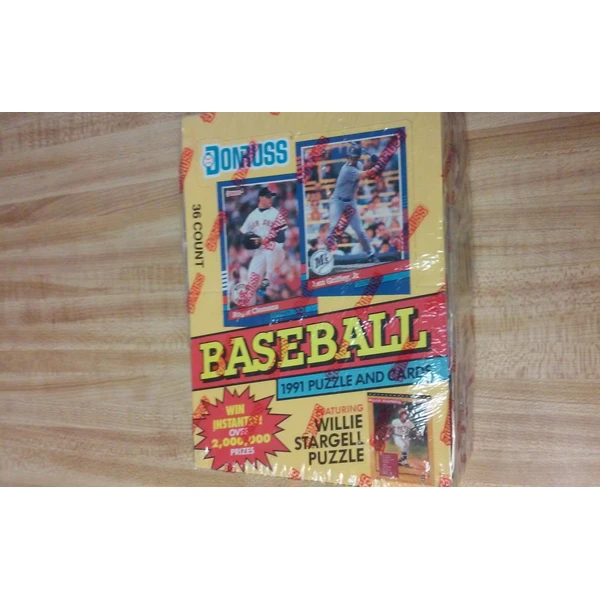 DONRUSS
36 COUNT
Roger Clemens
Ken Griffey Jr.
BASEBALL
1991 PUZZLE AND CARDS
WIN
INSTANTLY!
OVER
2,000,000
PRIZES
FEATURING
WILLIE
STARGELL
PUZZLE